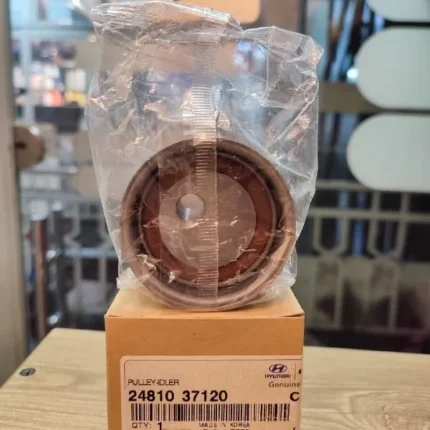 PULLEY-IDLER
24810 37120
HYUNDAI
Genuine
QTY: 1
MADE IN KOREA